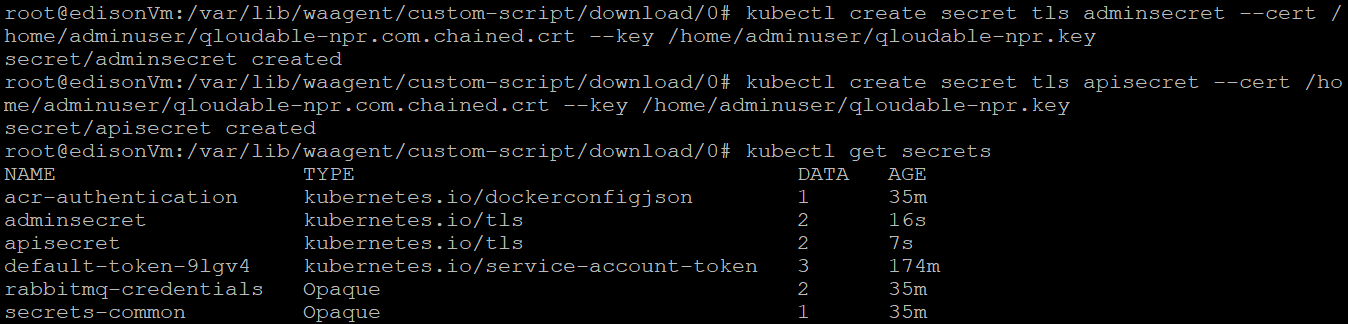 root@edisonVm:/var/lib/waagent/custom-script/download/0# kubectl create secret tls adminsecret --cert /
home/adminuser/qloudable-npr.com.chained.crt --key /home/adminuser/qloudable-npr.key
secret/adminsecret created
root@edisonVm:/var/lib/waagent/custom-script/download/0# kubectl create secret tls apisecret --cert /ho
me/adminuser/qloudable-npr.com.chained.crt --key /home/adminuser/qloudable-npr.key
secret/apisecret created
root@edisonVm:/var/lib/waagent/custom-script/download/0# kubectl get secrets
NAME                   TYPE                                  DATA   AGE
acr-authentication     kubernetes.io/dockerconfigjson        1      35m
adminsecret            kubernetes.io/tls                     2      16s
apisecret              kubernetes.io/tls                     2      7s
default-token-9lgv4    kubernetes.io/service-account-token   3      174m
rabbitmq-credentials   Opaque                                2      35m
secrets-common         Opaque                                1      35m